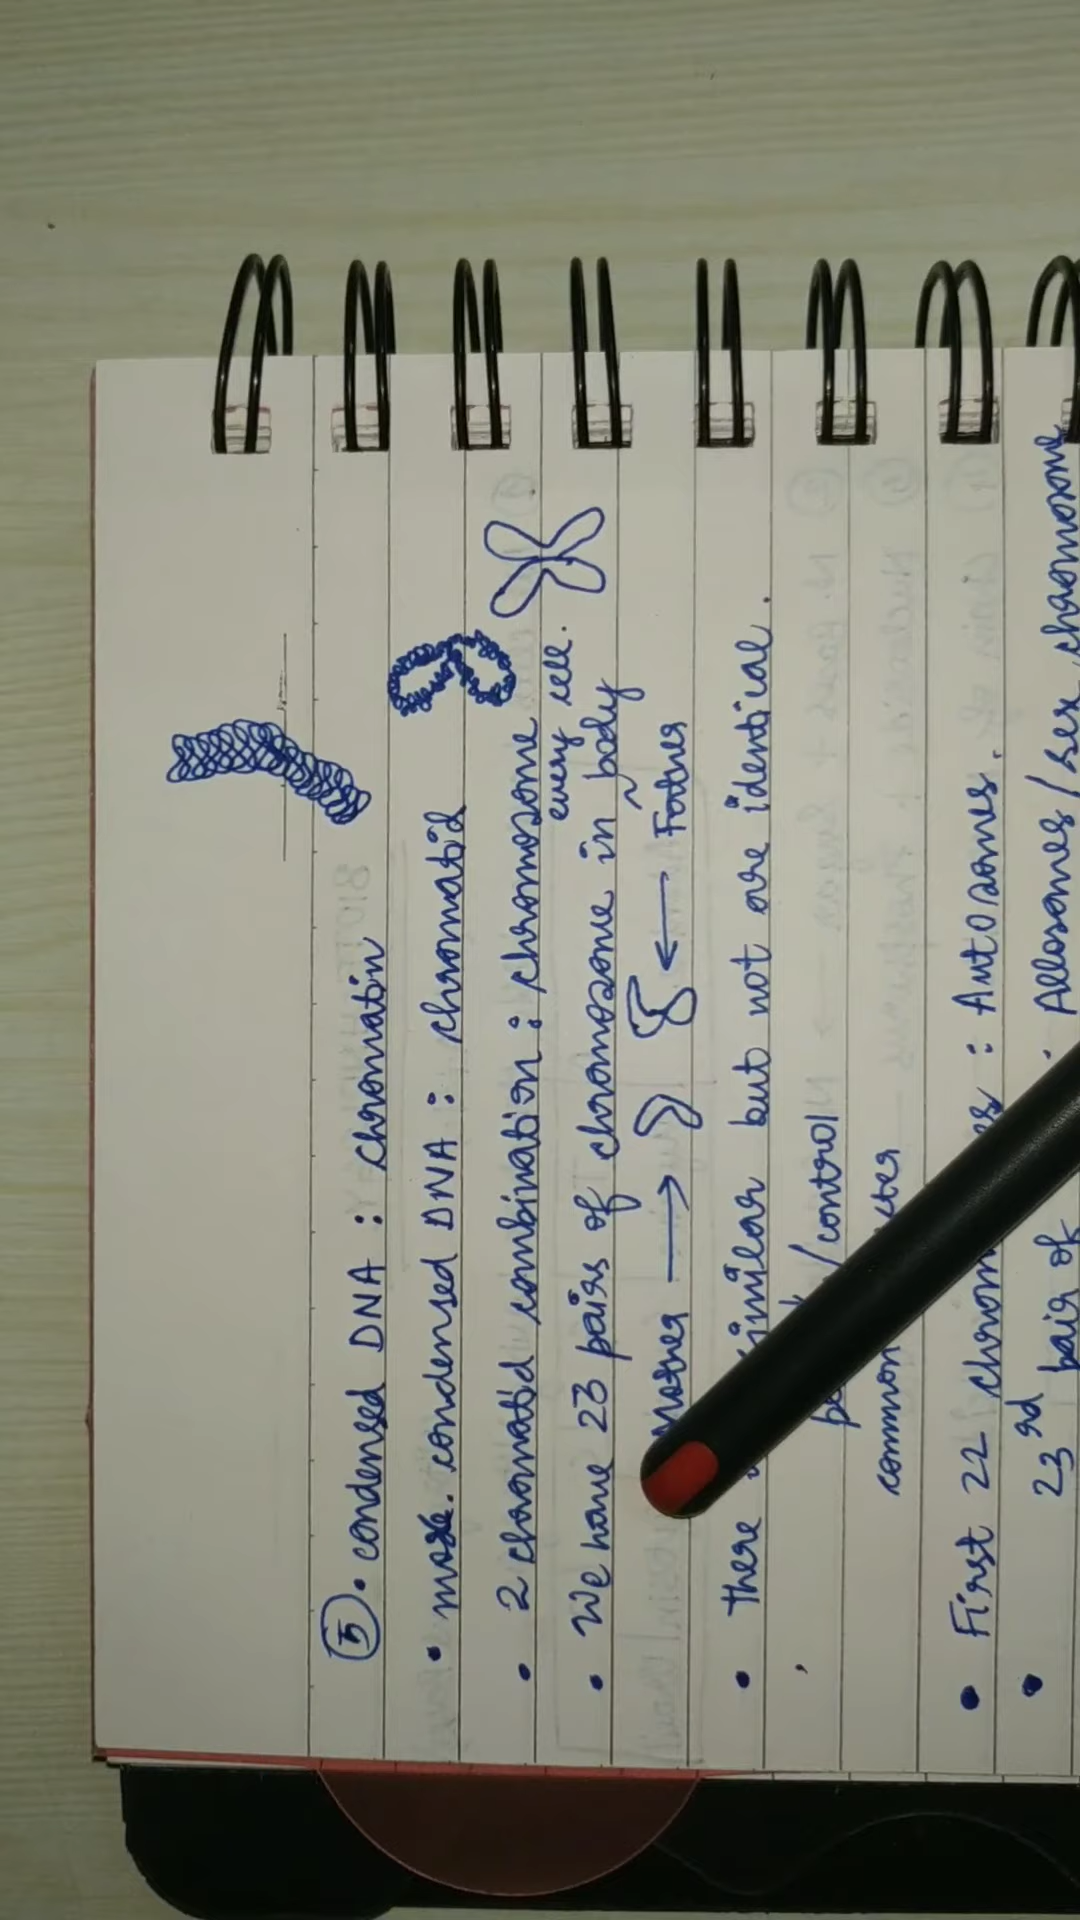 5 • condensed DNA : chromatin
• more condensed DNA : chromatid
• 2 chromatid combination : chromosome
every cell.
• We have 23 pairs of chromosome in body
Mother → ← Father
• There similar but not are identical.
/control
common
• First 22 : Autosomes.
• 23rd pair of : Allosomes/sex chromosome